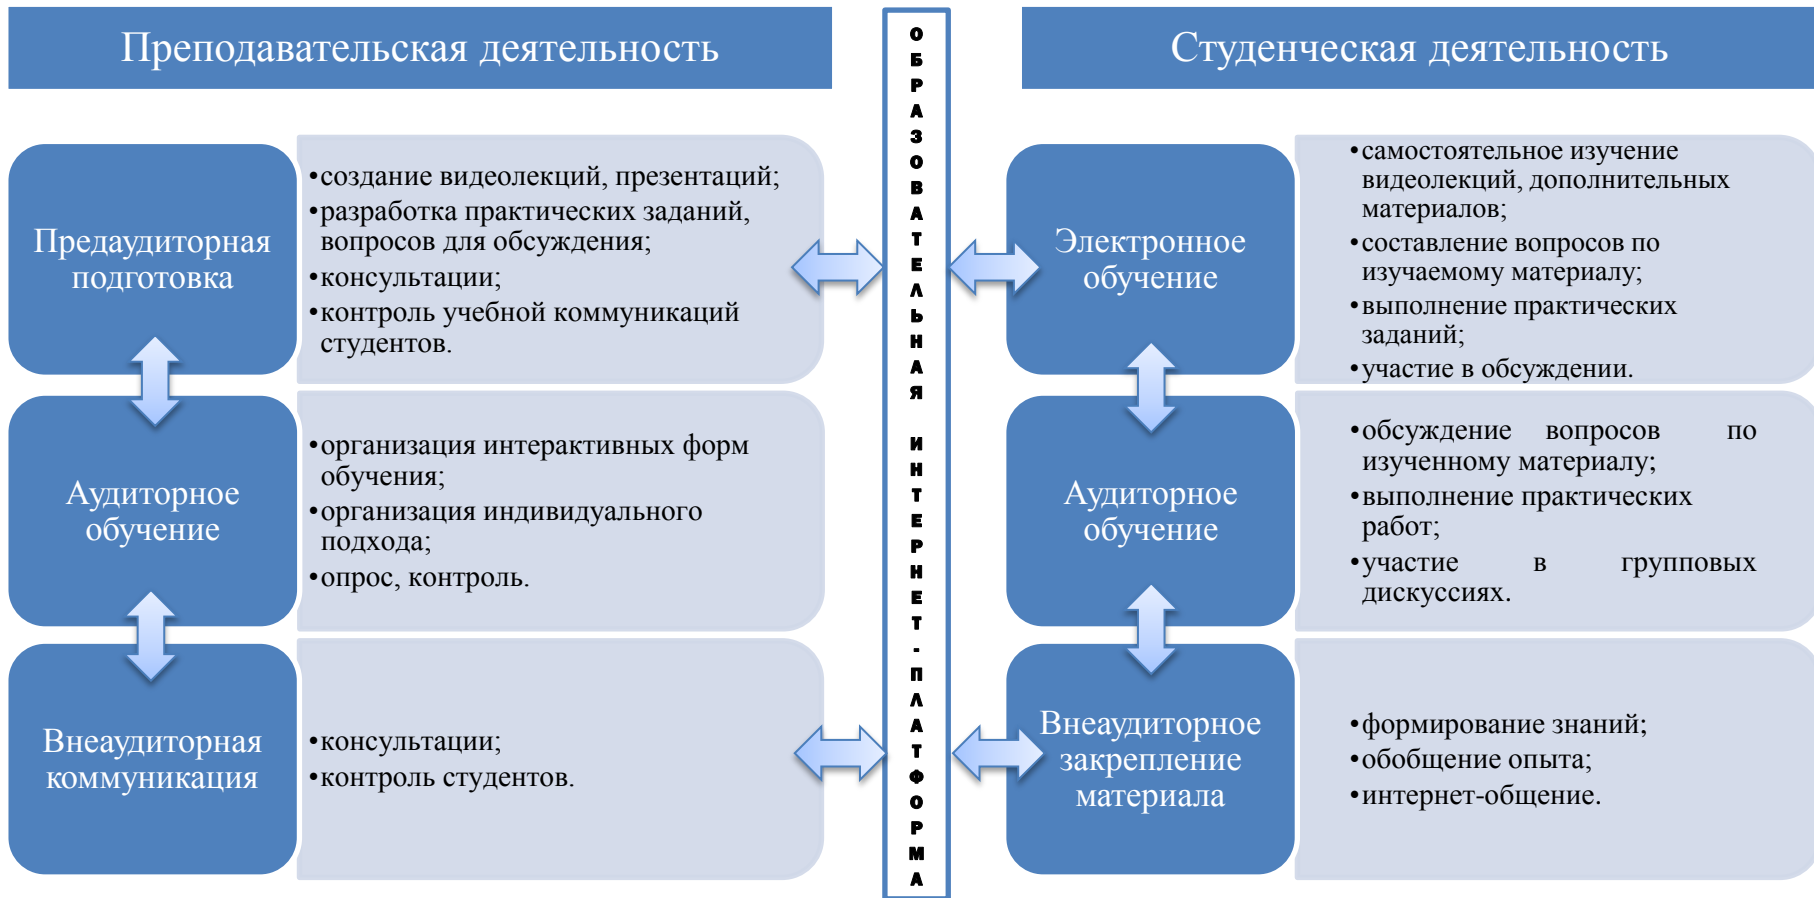 Преподавательская деятельность
Предаудиторная
подготовка
•создание видеолекций, презентаций;
•разработка практических заданий,
вопросов для обсуждения;
•консультации;
•контроль учебной коммуникаций
студентов.
Аудиторное
обучение
•организация интерактивных форм
обучения;
•организация индивидуального
подхода;
•опрос, контроль.
Внеаудиторная
коммуникация
•консультации;
•контроль студентов.
ОБРАЗОВАТЕЛЬНАЯ ИНТЕРНЕТ-ПЛАТФОРМА
Студенческая деятельность
Электронное
обучение
•самостоятельное изучение
видеолекций, дополнительных
материалов;
•составление вопросов по
изучаемому материалу;
•выполнение практических
заданий;
•участие в обсуждении.
Аудиторное
обучение
•обсуждение вопросов по
изученному материалу;
•выполнение практических
работ;
•участие в групповых
дискуссиях.
Внеаудиторное
закрепление
материала
•формирование знаний;
•обобщение опыта;
•интернет-общение.